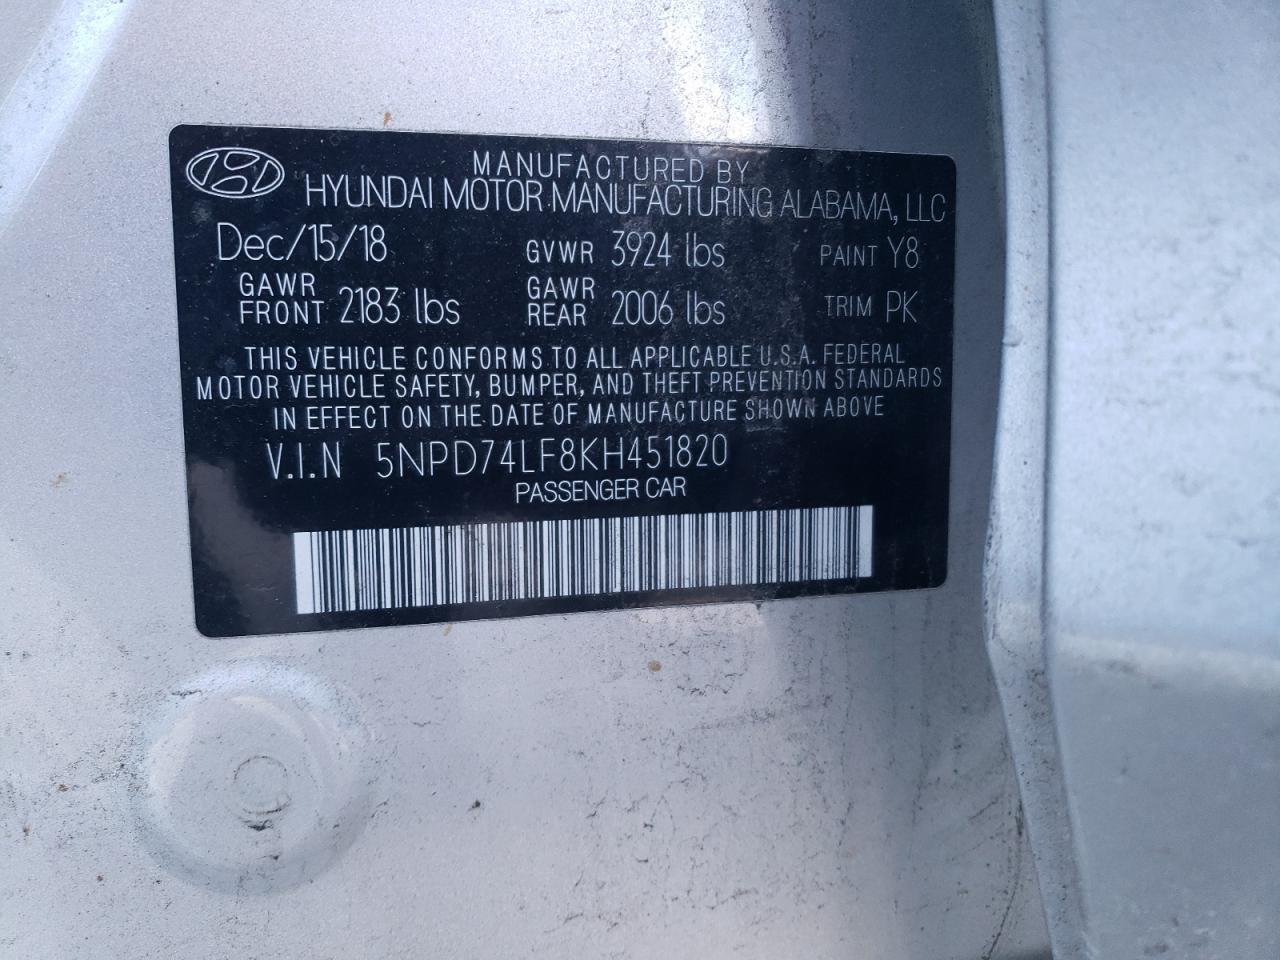 MANUFACTURED BY
HYUNDAI MOTOR MANUFACTURING ALABAMA, LLC
Dec/15/18 GVWR 3924 lbs PAINT Y8
GAWR FRONT 2183 lbs GAWR REAR 2006 lbs TRIM PK
THIS VEHICLE CONFORMS TO ALL APPLICABLE U.S.A. FEDERAL
MOTOR VEHICLE SAFETY, BUMPER, AND THEFT PREVENTION STANDARDS
IN EFFECT ON THE DATE OF MANUFACTURE SHOWN ABOVE
V.I.N 5NPD74LF8KH451820
PASSENGER CAR